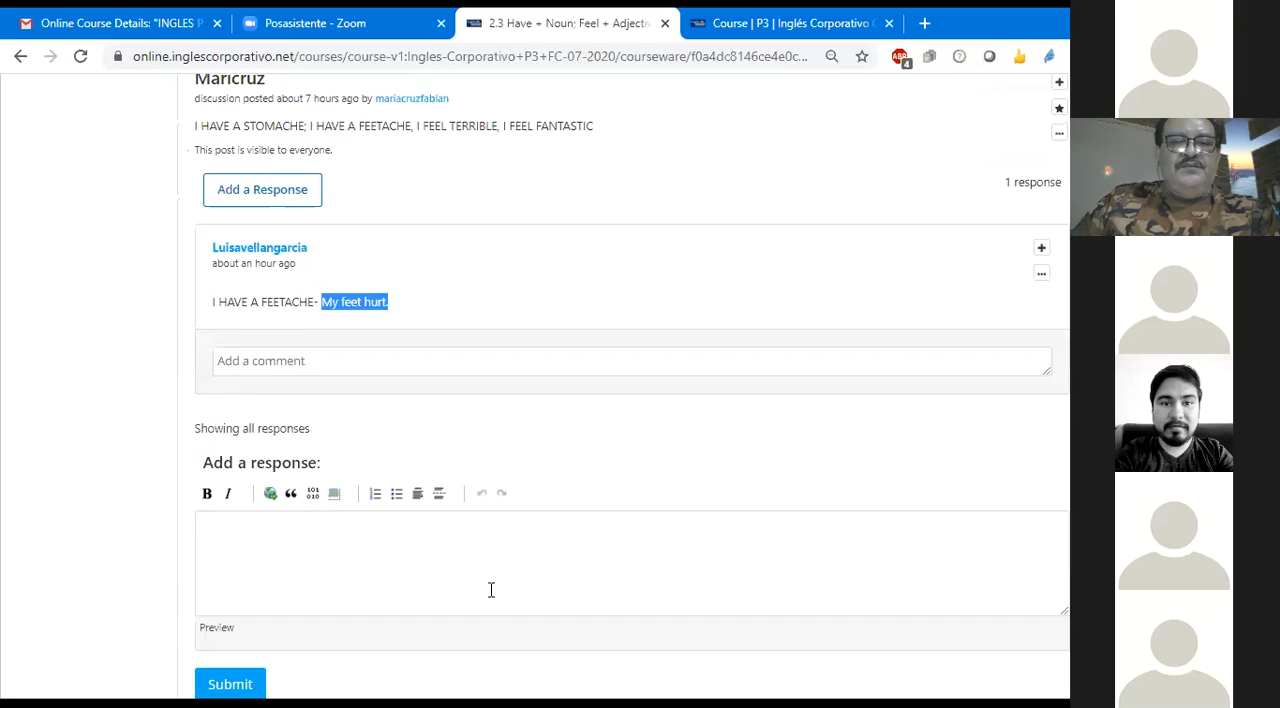 Online Course Details: "INGLES P
Posasistente - Zoom
2.3 Have + Noun; Feel + Adjecti
Course | P3 | Inglés Corporativo
online.inglescorporativo.net/courses/course-v1:Ingles-Corporativo+P3+FC-07-2020/courseware/f0a4dc8146ce4e0c...
4
Maricruz
discussion posted about 7 hours ago by mariacruzfabian
I HAVE A STOMACHE; I HAVE A FEETACHE, I FEEL TERRIBLE, I FEEL FANTASTIC
This post is visible to everyone.
Add a Response
1 response
Luisavellangarcia
about an hour ago
I HAVE A FEETACHE- My feet hurt.
Add a comment
Showing all responses
Add a response:
B I
Preview
Submit